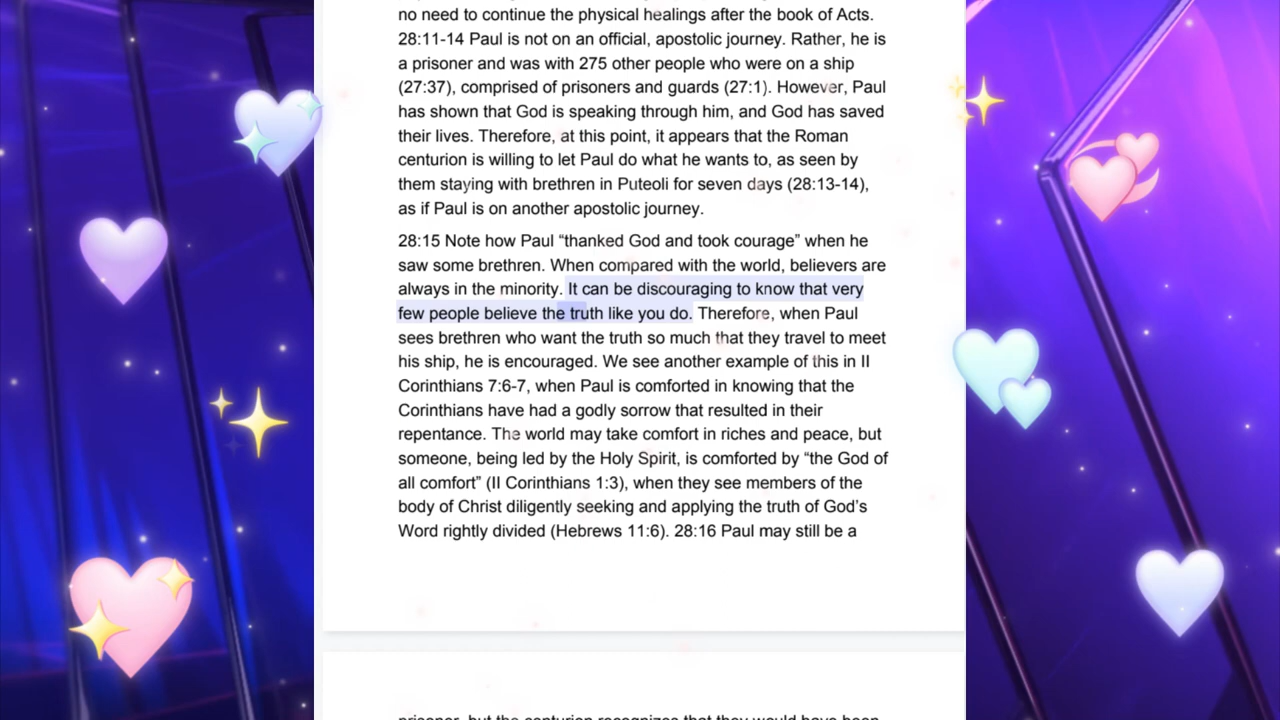 no need to continue the physical healings after the book of Acts.
28:11-14 Paul is not on an official, apostolic journey. Rather, he is
a prisoner and was with 275 other people who were on a ship
(27:37), comprised of prisoners and guards (27:1). However, Paul
has shown that God is speaking through him, and God has saved
their lives. Therefore, at this point, it appears that the Roman
centurion is willing to let Paul do what he wants to, as seen by
them staying with brethren in Puteoli for seven days (28:13-14),
as if Paul is on another apostolic journey.
28:15 Note how Paul “thanked God and took courage” when he
saw some brethren. When compared with the world, believers are
always in the minority. It can be discouraging to know that very
few people believe the truth like you do. Therefore, when Paul
sees brethren who want the truth so much that they travel to meet
his ship, he is encouraged. We see another example of this in II
Corinthians 7:6-7, when Paul is comforted in knowing that the
Corinthians have had a godly sorrow that resulted in their
repentance. The world may take comfort in riches and peace, but
someone, being led by the Holy Spirit, is comforted by “the God of
all comfort” (II Corinthians 1:3), when they see members of the
body of Christ diligently seeking and applying the truth of God’s
Word rightly divided (Hebrews 11:6). 28:16 Paul may still be a
prisoner, but the centurion recognizes that they would have been